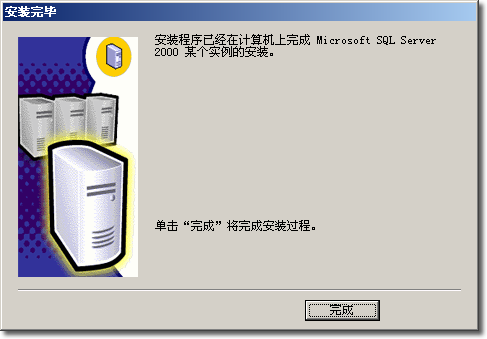 安装完毕
安装程序已经在计算机上完成 Microsoft SQL Server
2000 某个实例的安装。
单击“完成”将完成安装过程。
完成